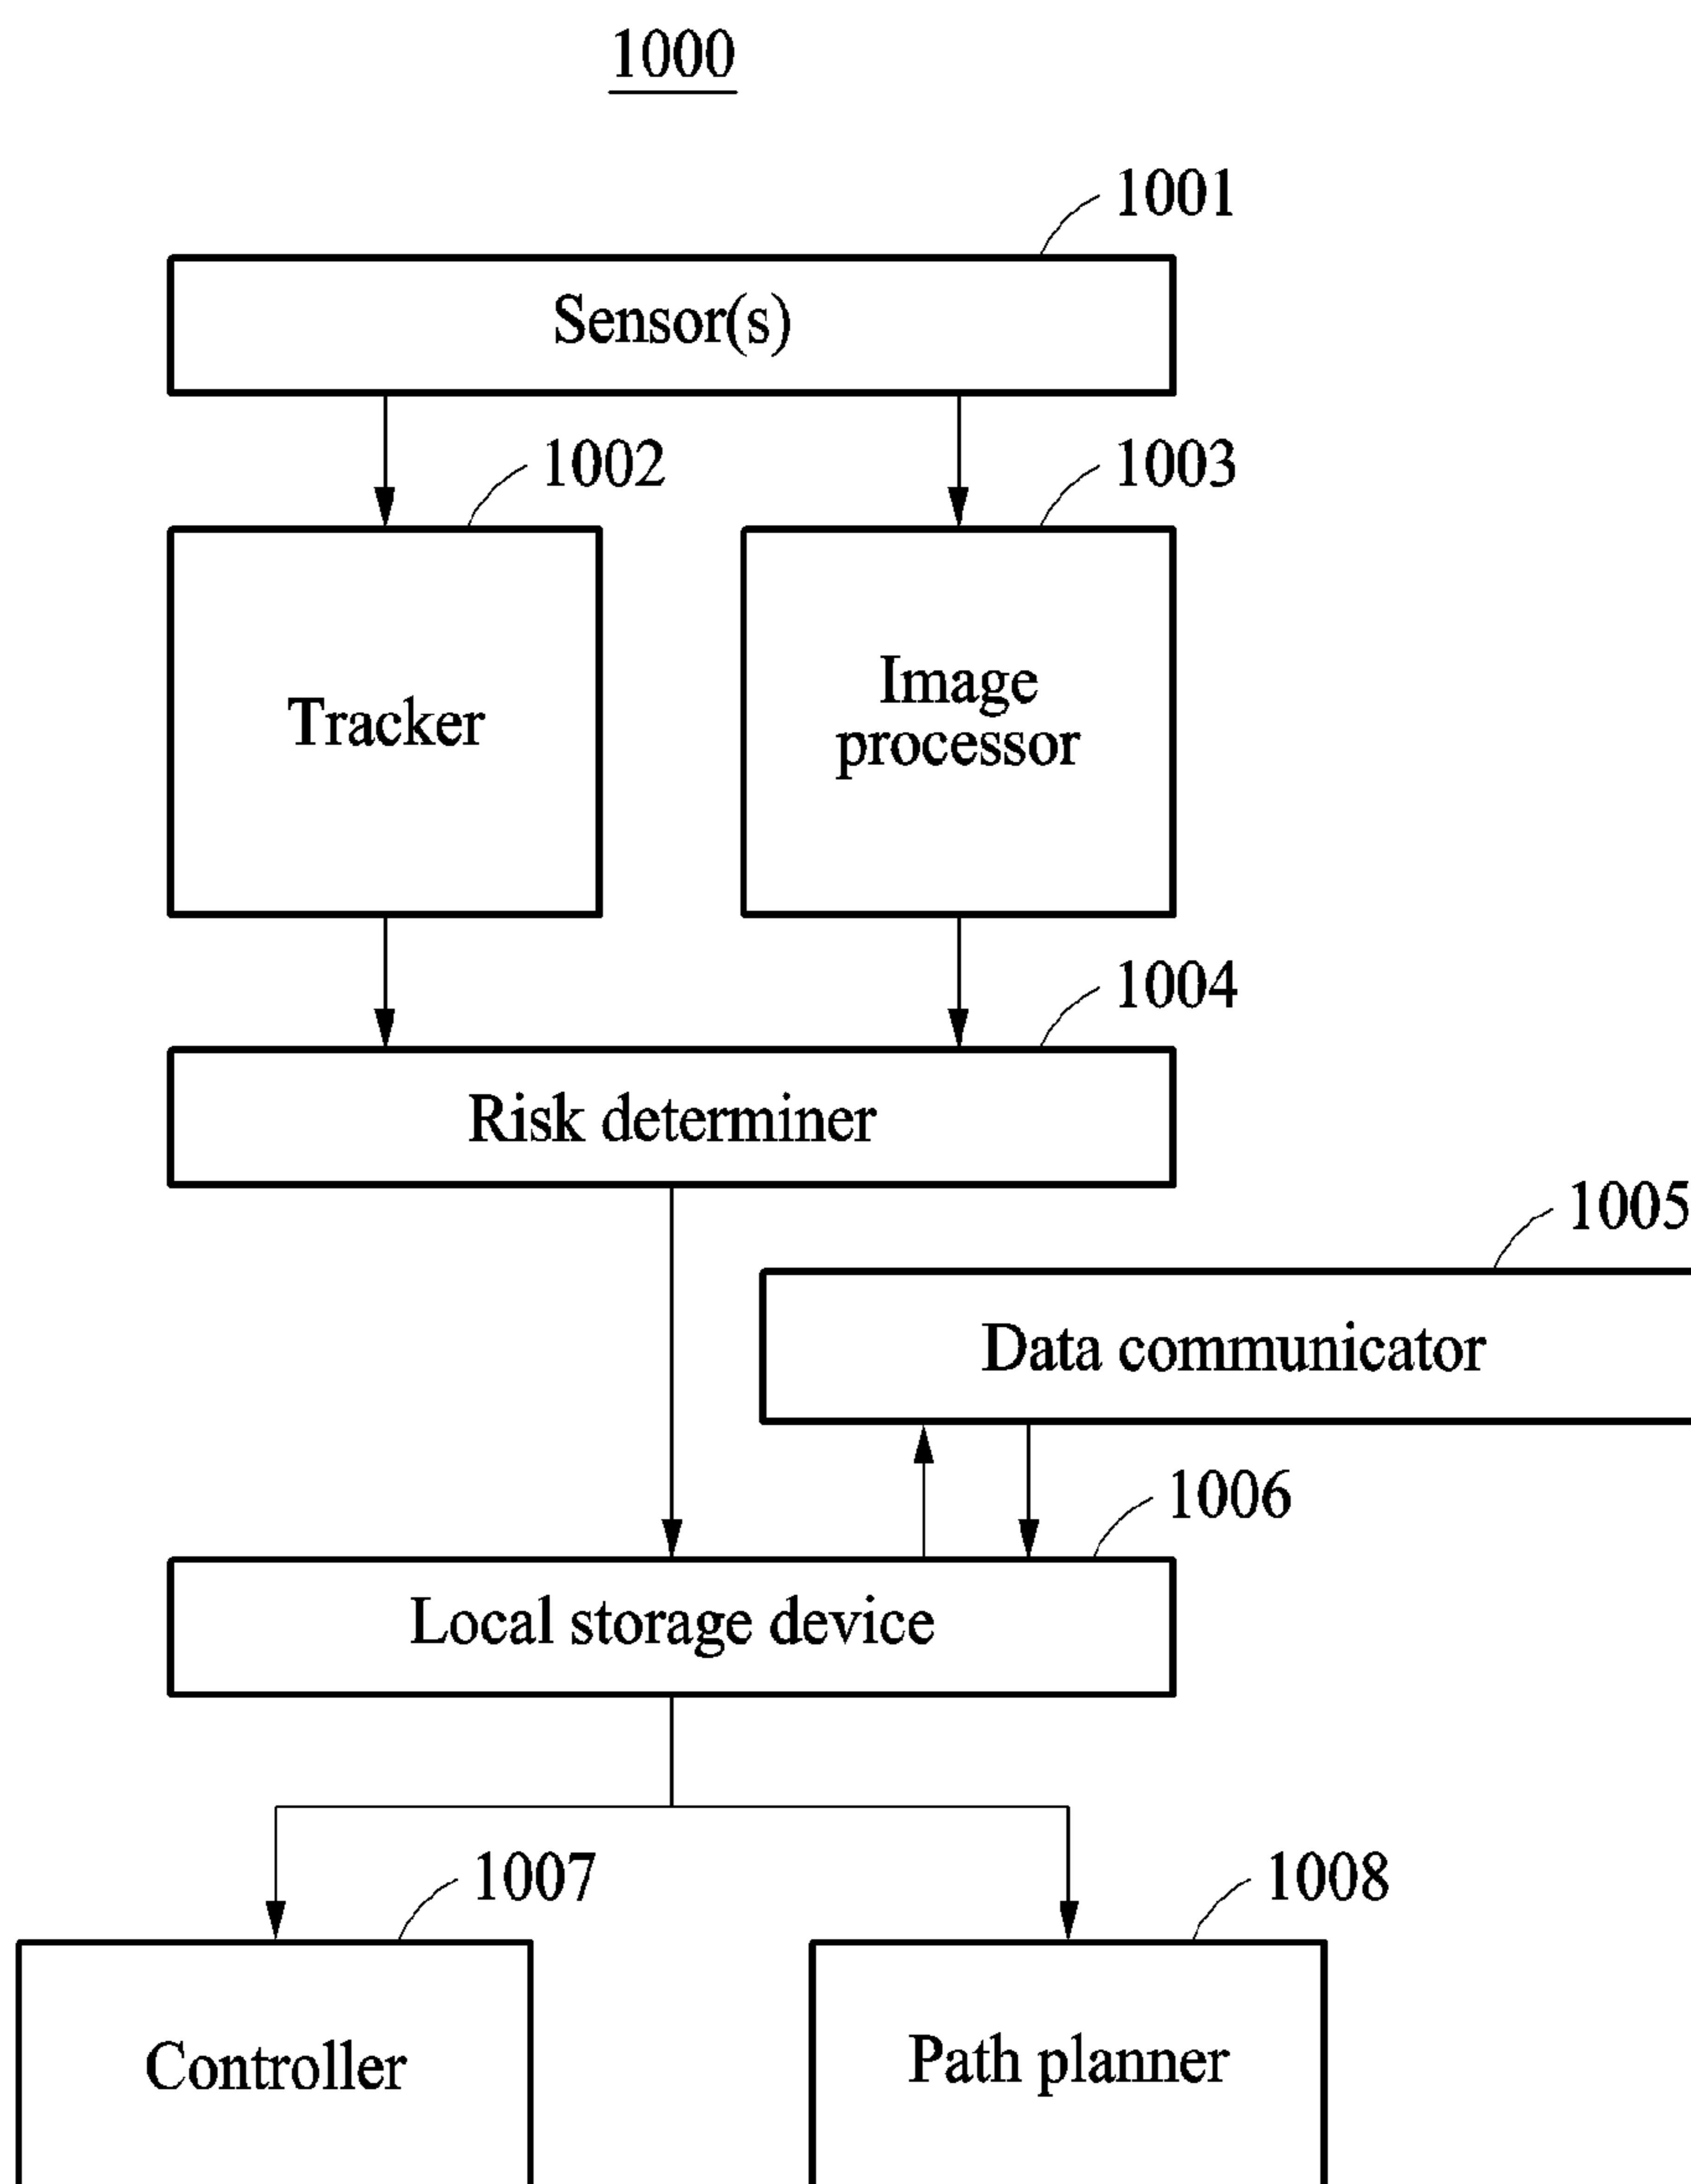 1000
1001
Sensor(s)
1002
1003
Tracker
Image
processor
1004
Risk determiner
1005
Data communicator
1006
Local storage device
1007
1008
Controller
Path planner